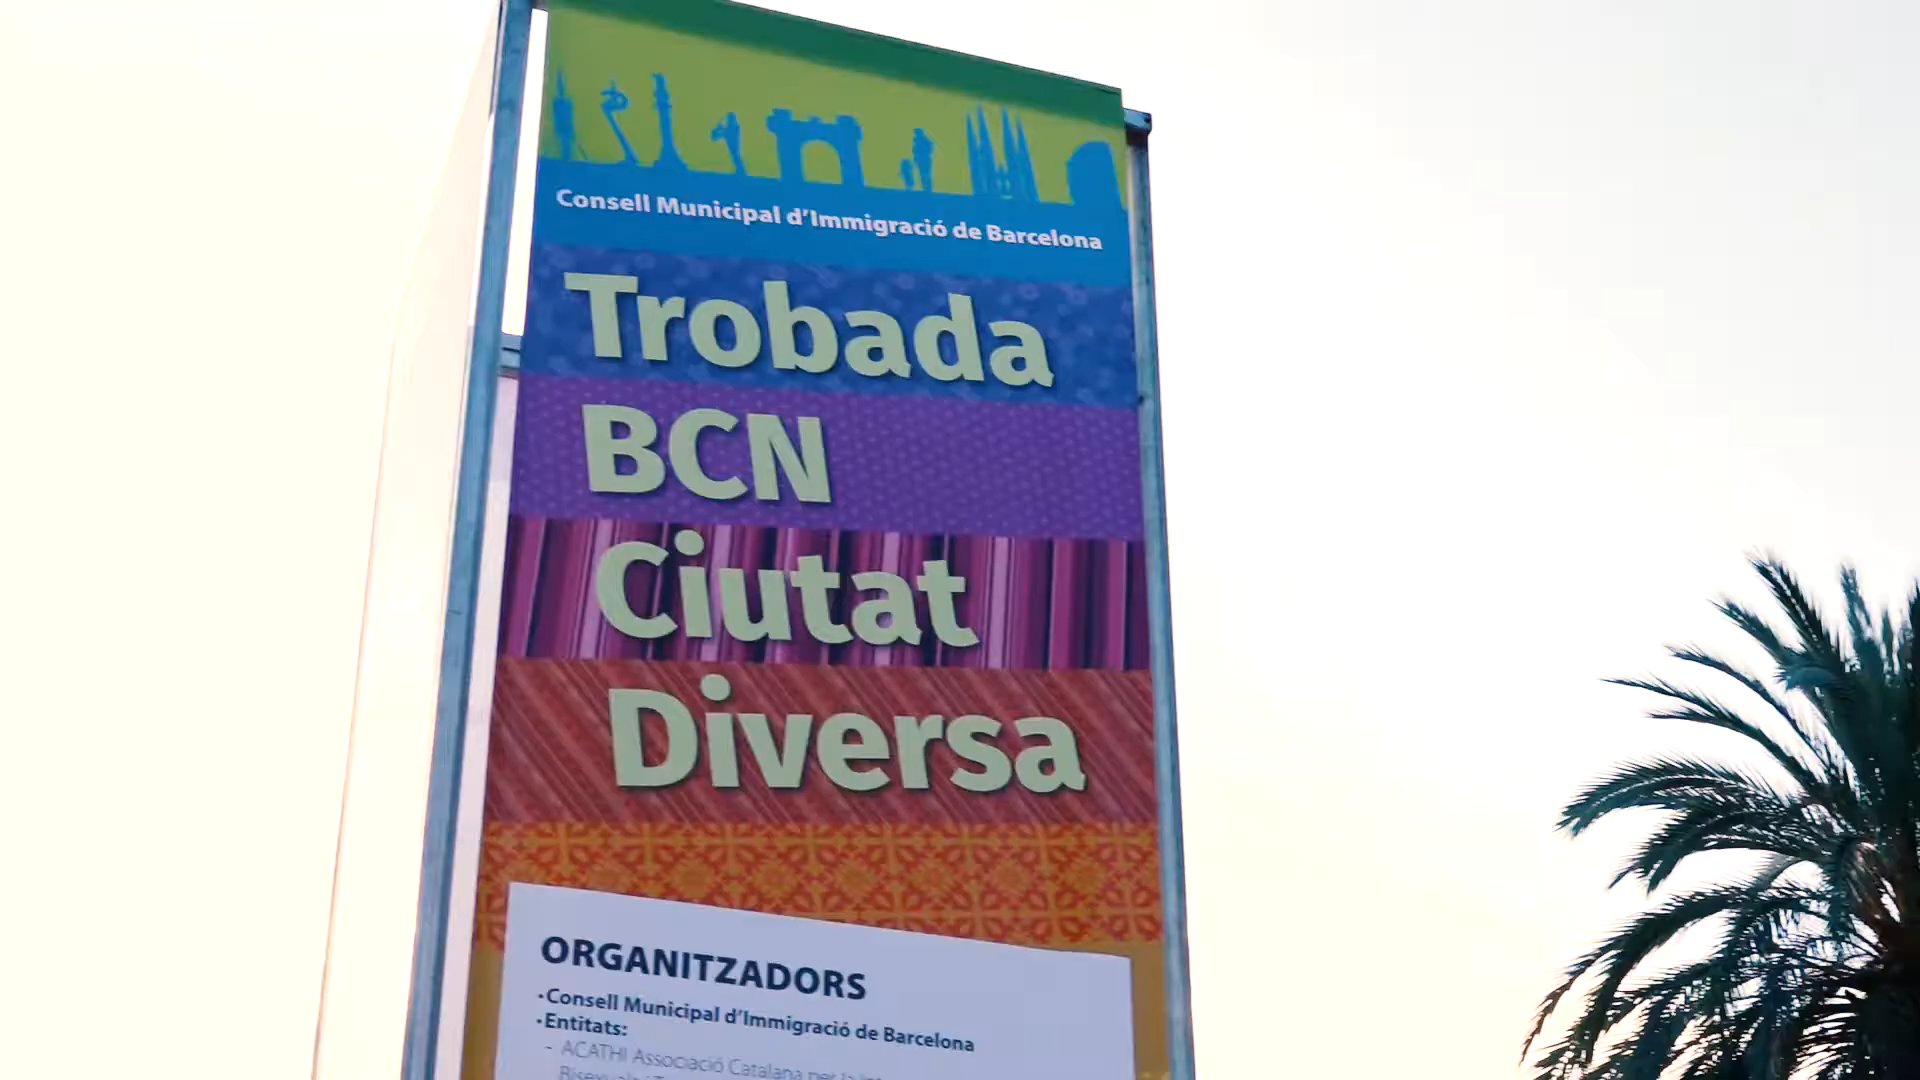 Consell Municipal d'Immigració de Barcelona
Trobada
BCN
Ciutat
Diversa
ORGANITZADORS
•Consell Municipal d'Immigració de Barcelona
•Entitats:
- ACATHI Associació Catalana per la